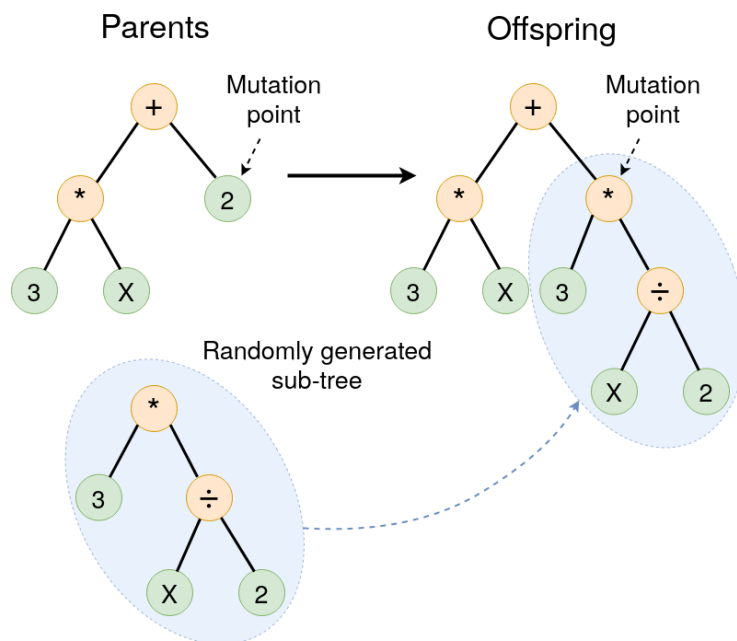 Parents
Offspring
Mutation
point
Mutation
point
+
+
*
2
*
*
3
X
3
X
3
÷
Randomly generated
sub-tree
X
2
*
3
÷
X
2